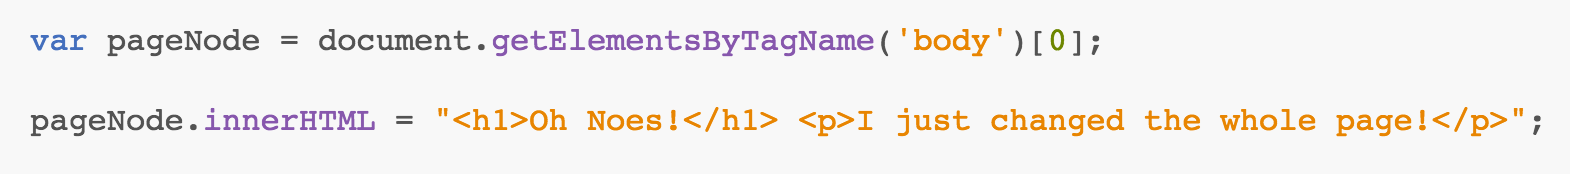 var pageNode = document.getElementsByTagName('body')[0];
pageNode.innerHTML = "<h1>Oh Noes!</h1> <p>I just changed the whole page!</p>";